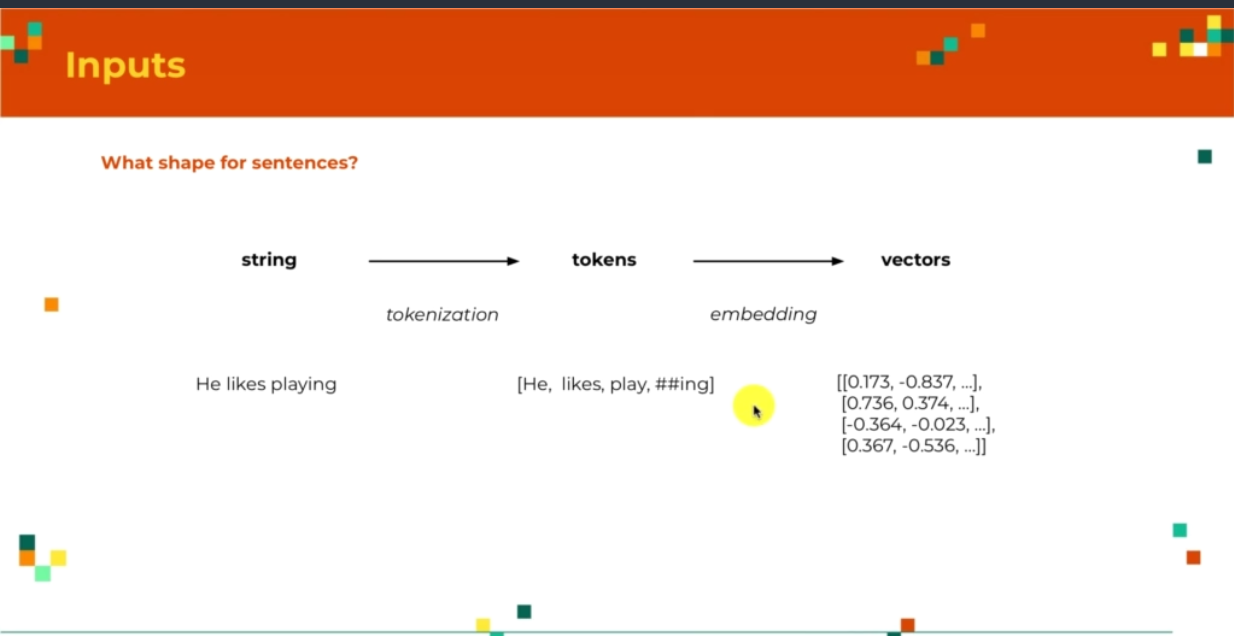 Inputs
What shape for sentences?
string tokens vectors
tokenization embedding
He likes playing [He, likes, play, ##ing] [[0.173, -0.837, ...],
[0.736, 0.374, ...],
[-0.364, -0.023, ...],
[0.367, -0.536, ...]]